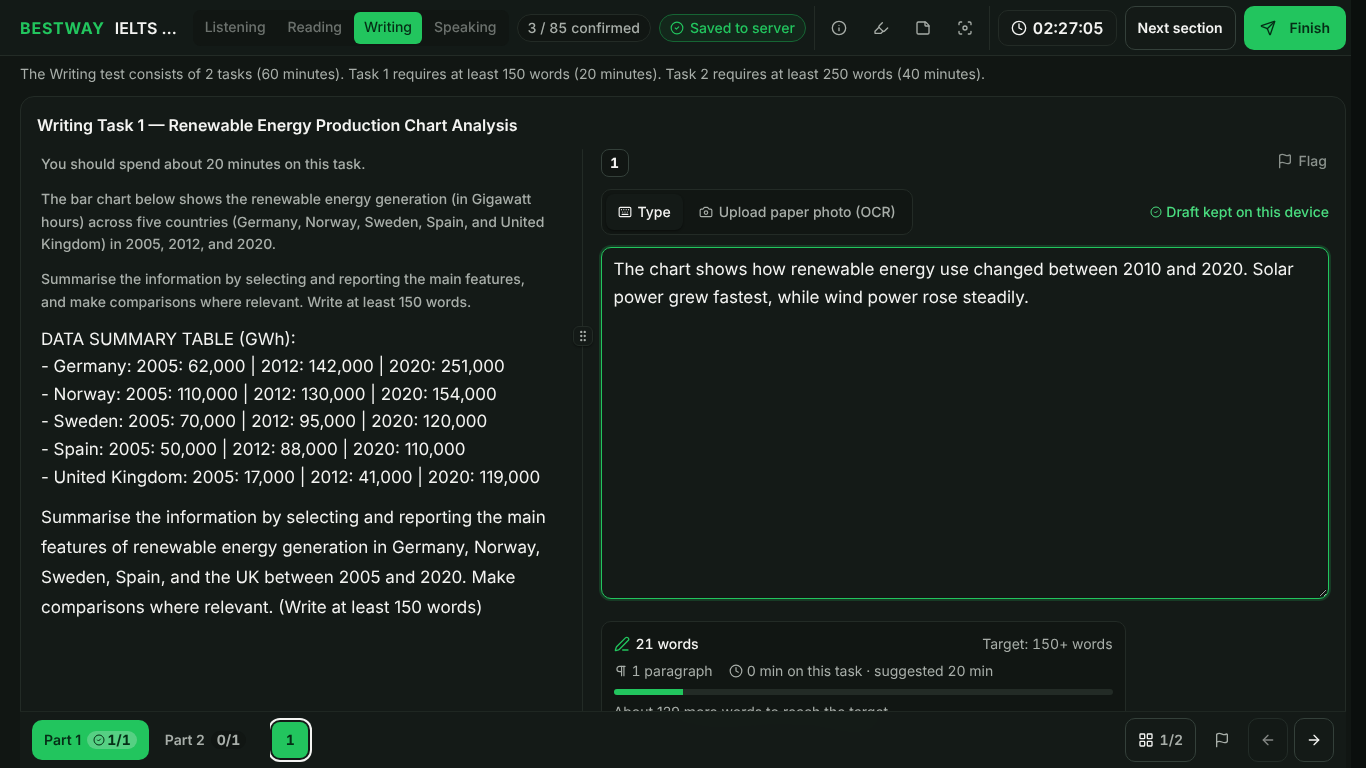 BESTWAY IELTS ... Listening Reading Writing Speaking 3 / 85 confirmed Saved to server 02:27:05 Next section Finish
The Writing test consists of 2 tasks (60 minutes). Task 1 requires at least 150 words (20 minutes). Task 2 requires at least 250 words (40 minutes).
Writing Task 1 — Renewable Energy Production Chart Analysis
You should spend about 20 minutes on this task.
The bar chart below shows the renewable energy generation (in Gigawatt
hours) across five countries (Germany, Norway, Sweden, Spain, and United
Kingdom) in 2005, 2012, and 2020.
Summarise the information by selecting and reporting the main features,
and make comparisons where relevant. Write at least 150 words.
DATA SUMMARY TABLE (GWh):
- Germany: 2005: 62,000 | 2012: 142,000 | 2020: 251,000
- Norway: 2005: 110,000 | 2012: 130,000 | 2020: 154,000
- Sweden: 2005: 70,000 | 2012: 95,000 | 2020: 120,000
- Spain: 2005: 50,000 | 2012: 88,000 | 2020: 110,000
- United Kingdom: 2005: 17,000 | 2012: 41,000 | 2020: 119,000
Summarise the information by selecting and reporting the main
features of renewable energy generation in Germany, Norway,
Sweden, Spain, and the UK between 2005 and 2020. Make
comparisons where relevant. (Write at least 150 words)
1 Flag
Type Upload paper photo (OCR) Draft kept on this device
The chart shows how renewable energy use changed between 2010 and 2020. Solar
power grew fastest, while wind power rose steadily.
21 words Target: 150+ words
1 paragraph 0 min on this task · suggested 20 min
About 129 more words to reach the target
Part 1 1/1 Part 2 0/1 1 1/2